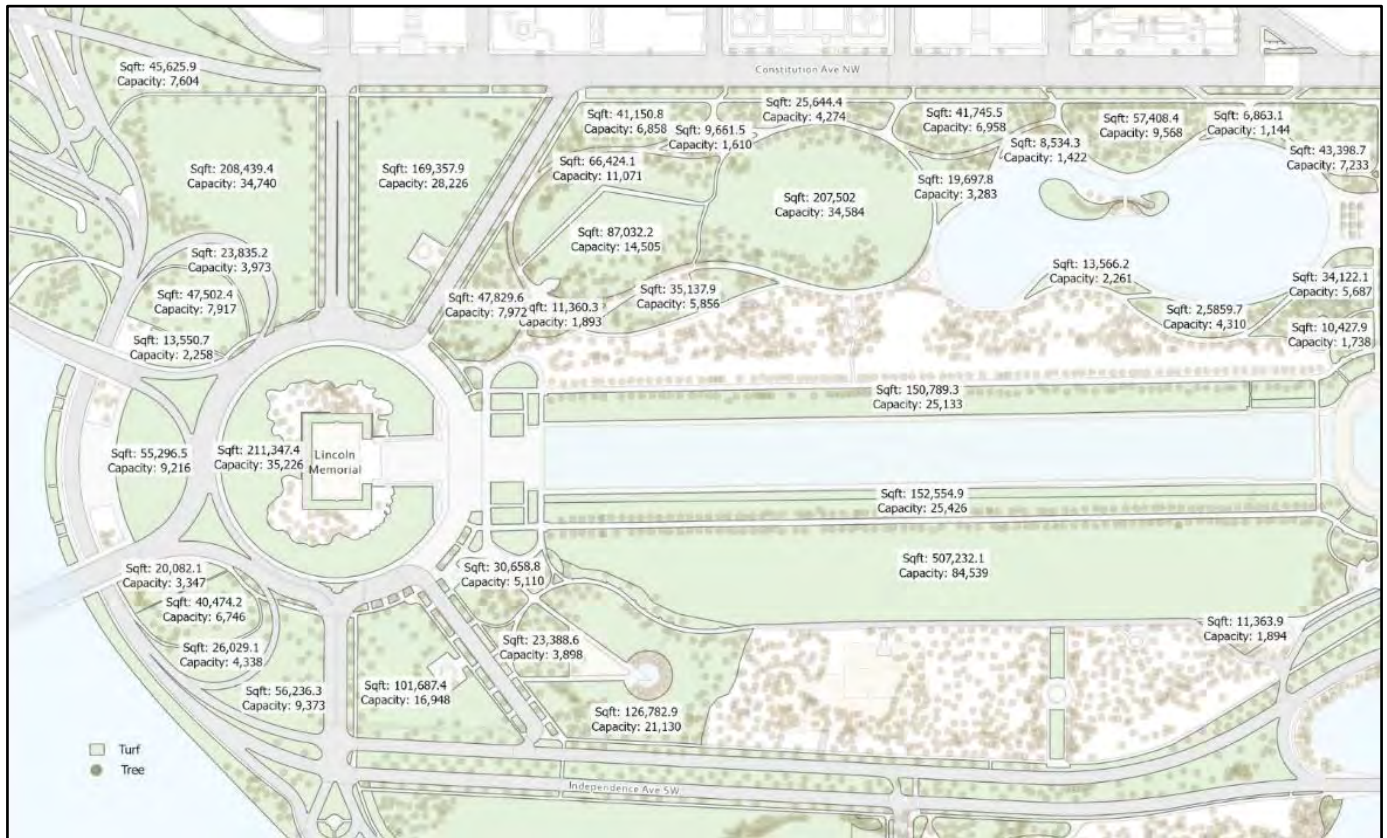 Constitution Ave NW
Sqft: 45,625.9
Capacity: 7,604
Sqft: 41,150.8
Capacity: 6,858
Sqft: 25,644.4
Capacity: 4,274
Sqft: 9,661.5
Capacity: 1,610
Sqft: 41,745.5
Capacity: 6,958
Sqft: 57,408.4
Capacity: 9,568
Sqft: 6,863.1
Capacity: 1,144
Sqft: 8,534.3
Capacity: 1,422
Sqft: 43,398.7
Capacity: 7,233
Sqft: 208,439.4
Capacity: 34,740
Sqft: 169,357.9
Capacity: 28,226
Sqft: 66,424.1
Capacity: 11,071
Sqft: 19,697.8
Capacity: 3,283
Sqft: 207,502
Capacity: 34,584
Sqft: 87,032.2
Capacity: 14,505
Sqft: 23,835.2
Capacity: 3,973
Sqft: 47,502.4
Capacity: 7,917
Sqft: 47,829.6
Capacity: 7,972
qft: 11,360.3
Capacity: 1,893
Sqft: 35,137.9
Capacity: 5,856
Sqft: 13,566.2
Capacity: 2,261
Sqft: 34,122.1
Capacity: 5,687
Sqft: 2,5859.7
Capacity: 4,310
Sqft: 10,427.9
Capacity: 1,738
Sqft: 13,550.7
Capacity: 2,258
Sqft: 150,789.3
Capacity: 25,133
Sqft: 55,296.5
Capacity: 9,216
Sqft: 211,347.4
Capacity: 35,226
Lincoln
Memorial
Sqft: 152,554.9
Capacity: 25,426
Sqft: 507,232.1
Capacity: 84,539
Sqft: 20,082.1
Capacity: 3,347
Sqft: 30,658.8
Capacity: 5,110
Sqft: 40,474.2
Capacity: 6,746
Sqft: 11,363.9
Capacity: 1,894
Sqft: 26,029.1
Capacity: 4,338
Sqft: 23,388.6
Capacity: 3,898
Sqft: 56,236.3
Capacity: 9,373
Sqft: 101,687.4
Capacity: 16,948
Sqft: 126,782.9
Capacity: 21,130
Turf
Tree
Independence Ave SW